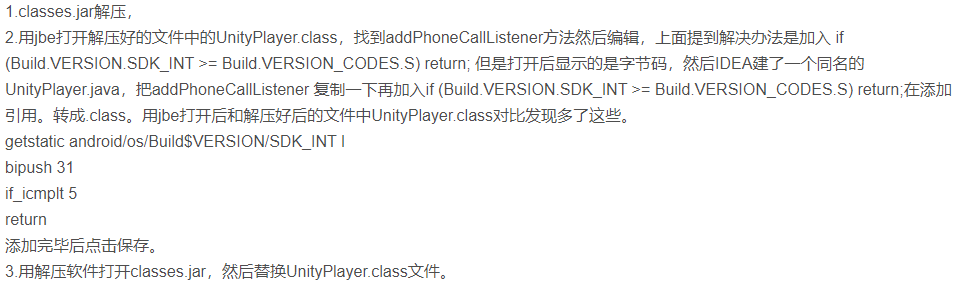 1.classes.jar解压，
2.用jbe打开解压好的文件中的UnityPlayer.class，找到addPhoneCallListener方法然后编辑，上面提到解决办法是加入 if
(Build.VERSION.SDK_INT >= Build.VERSION_CODES.S) return; 但是打开后显示的是字节码，然后IDEA建了一个同名的
UnityPlayer.java，把addPhoneCallListener 复制一下再加入if (Build.VERSION.SDK_INT >= Build.VERSION_CODES.S) return;在添加
引用。转成.class。用jbe打开后和解压好后的文件中UnityPlayer.class对比发现多了这些。
getstatic android/os/Build$VERSION/SDK_INT I
bipush 31
if_icmplt 5
return
添加完毕后点击保存。
3.用解压软件打开classes.jar，然后替换UnityPlayer.class文件。